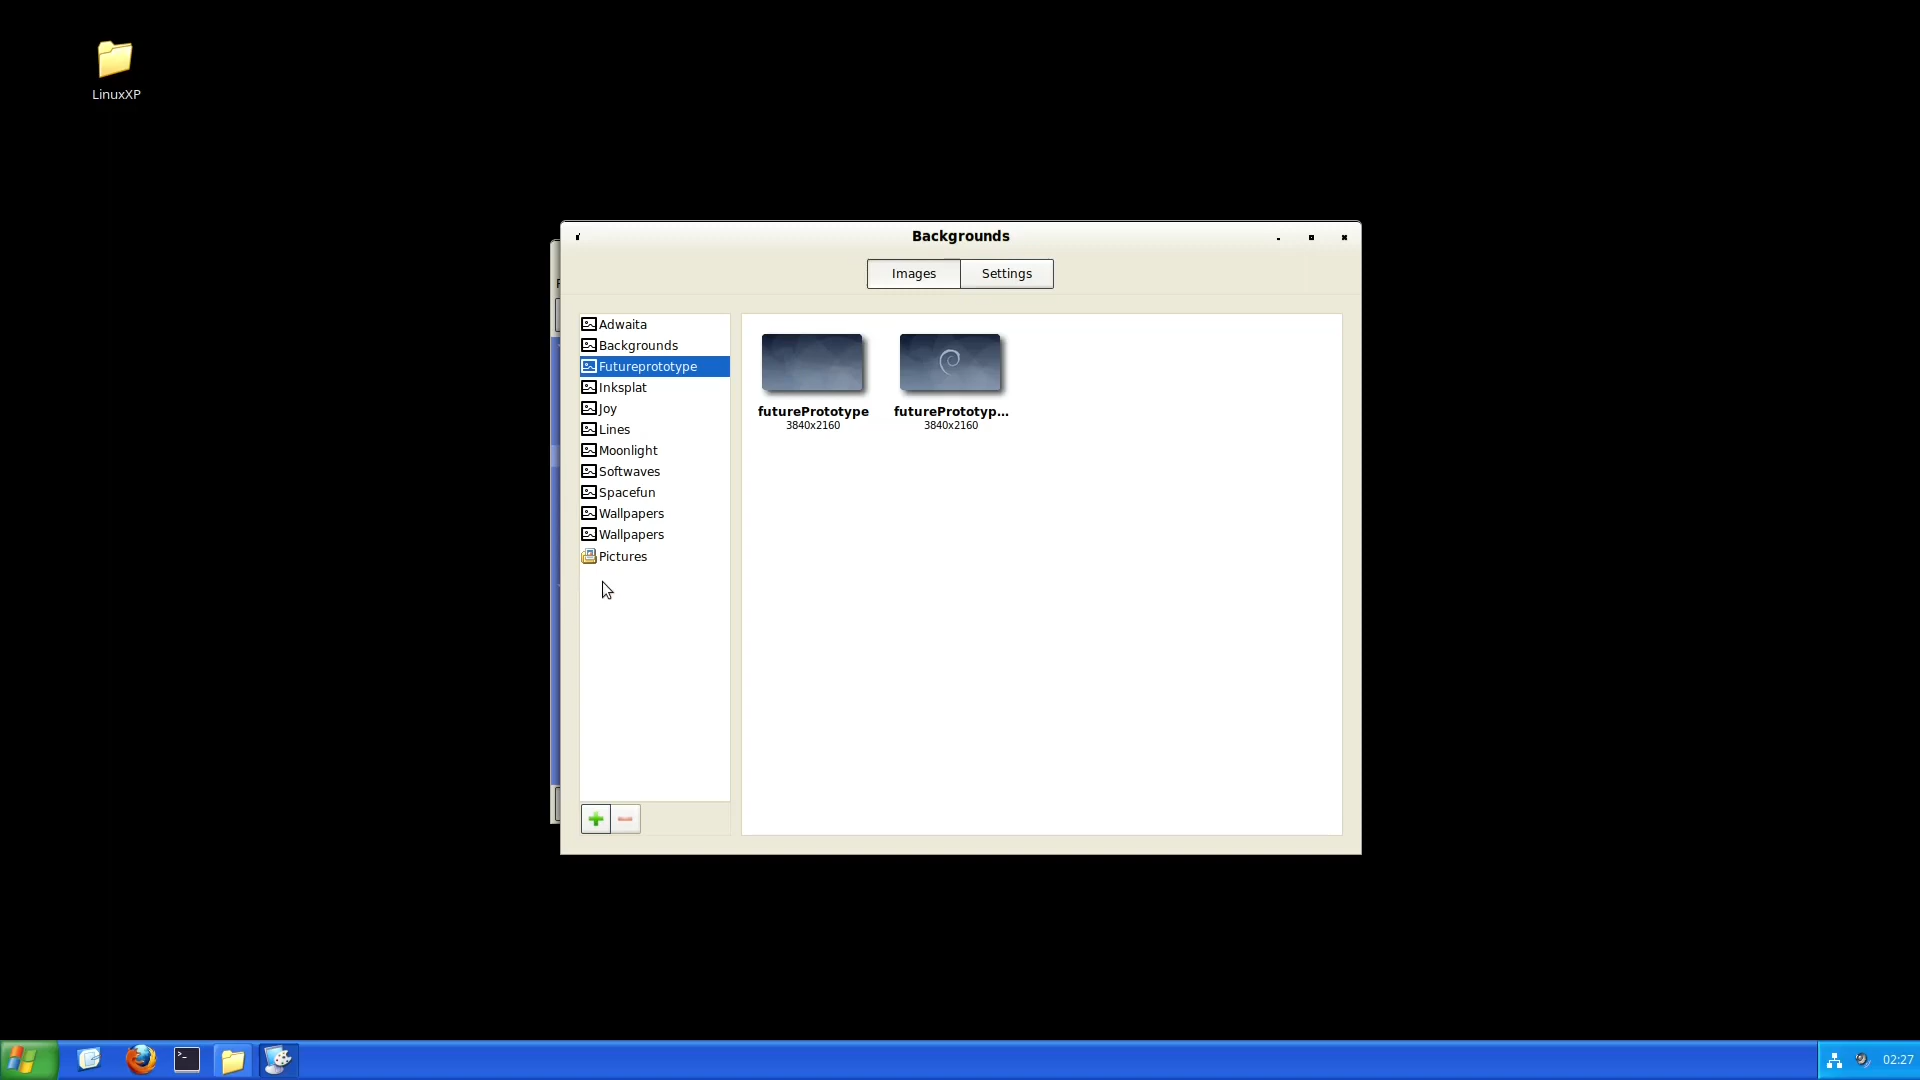 LinuxXP
Backgrounds
Images
Settings
Adwaita
Backgrounds
Futureprototype
Inksplat
Joy
Lines
Moonlight
Softwaves
Spacefun
Wallpapers
Wallpapers
Pictures
futurePrototype
3840x2160
futurePrototyp...
3840x2160
02:27